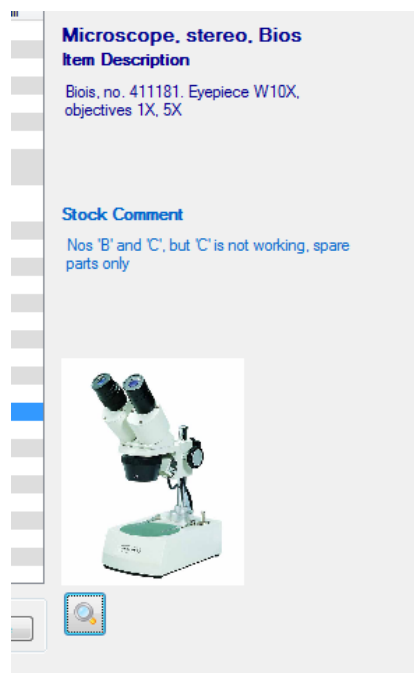 Microscope, stereo, Bios
Item Description
Biois, no. 411181. Eyepiece W10X,
objectives 1X, 5X
Stock Comment
Nos 'B' and 'C', but 'C' is not working, spare
parts only